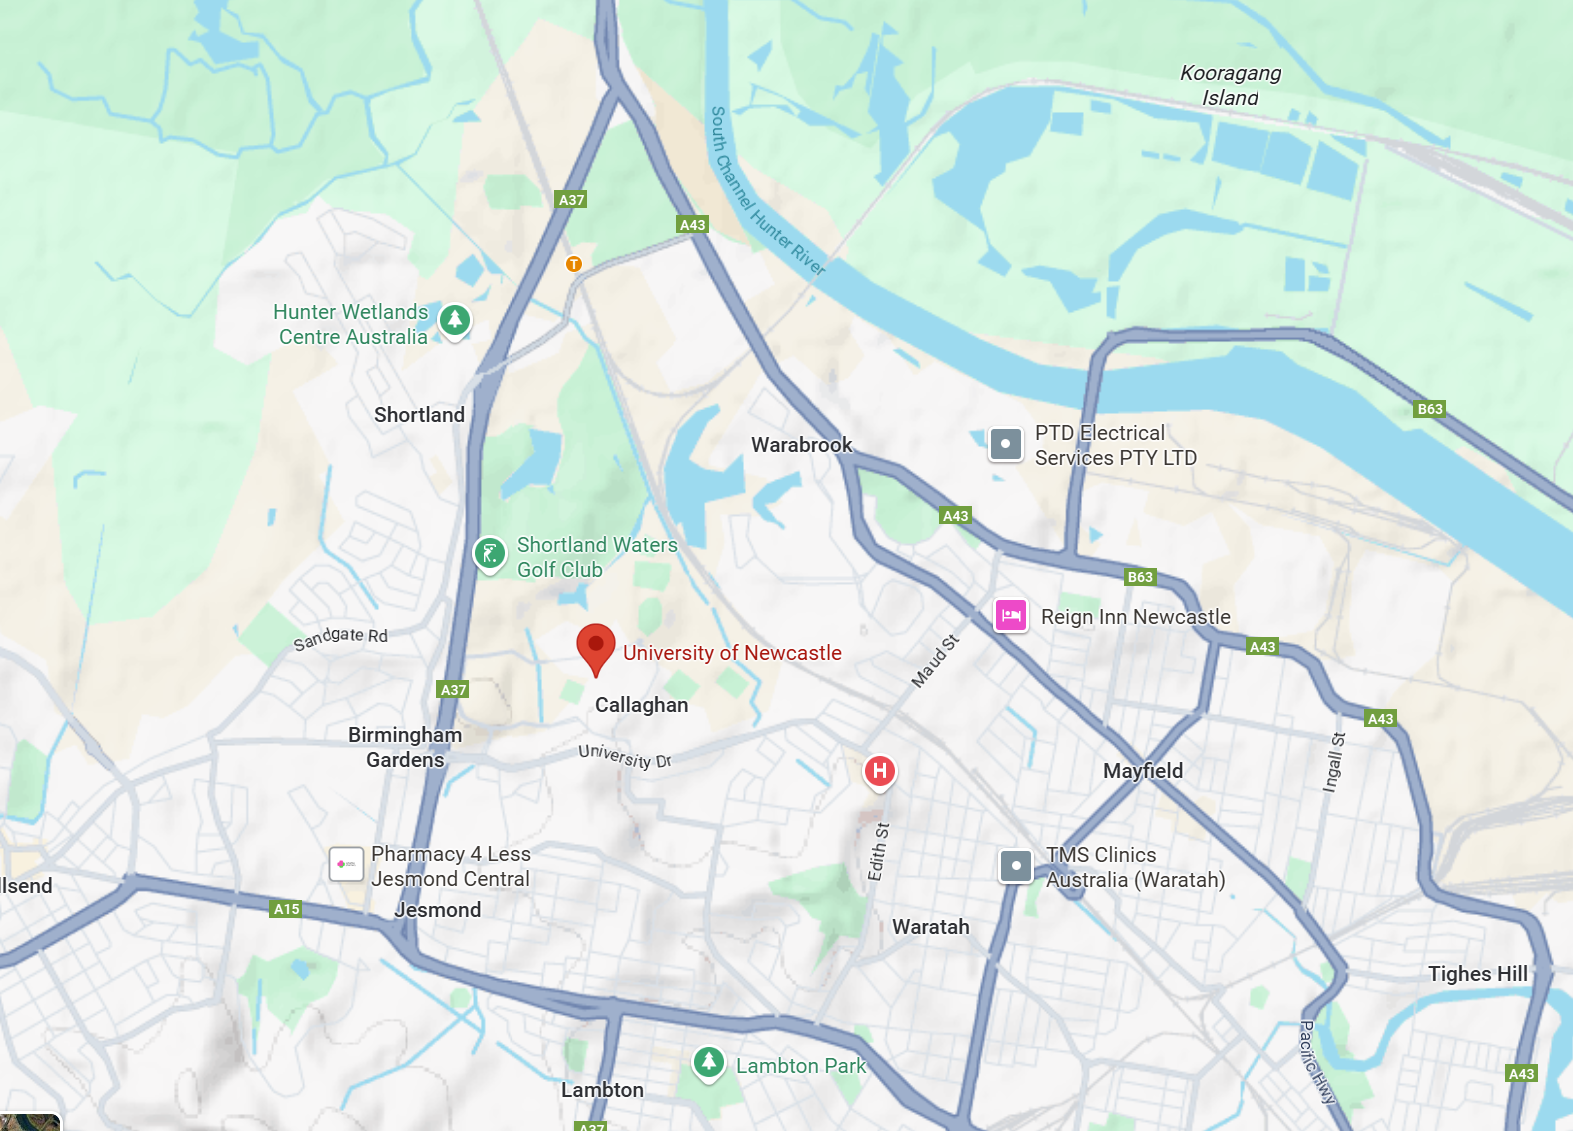 Kooragang
Island
South Channel Hunter River
A37
A43
T
Hunter Wetlands
Centre Australia
Shortland
Warabrook
B63
PTD Electrical
Services PTY LTD
A43
Shortland Waters
Golf Club
B63
Reign Inn Newcastle
Sandgate Rd
University of Newcastle
Maud St
A43
A37
Callaghan
A43
Birmingham
Gardens
University Dr
H
Mayfield
Ingall St
Edith St
Pharmacy 4 Less
Jesmond Central
TMS Clinics
Australia (Waratah)
llsend
A15
Jesmond
Waratah
Tighes Hill
Pacific Hwy
Lambton Park
A43
Lambton
A37